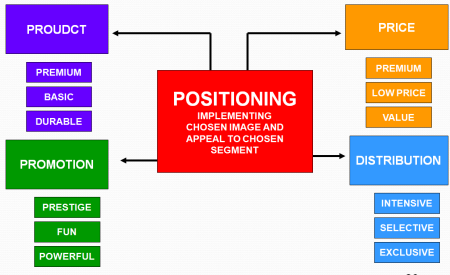 PROUDCT
PREMIUM
BASIC
DURABLE
PRICE
PREMIUM
LOW PRICE
VALUE
POSITIONING
IMPLEMENTING
CHOSEN IMAGE AND
APPEAL TO CHOSEN
SEGMENT
PROMOTION
PRESTIGE
FUN
POWERFUL
DISTRIBUTION
INTENSIVE
SELECTIVE
EXCLUSIVE